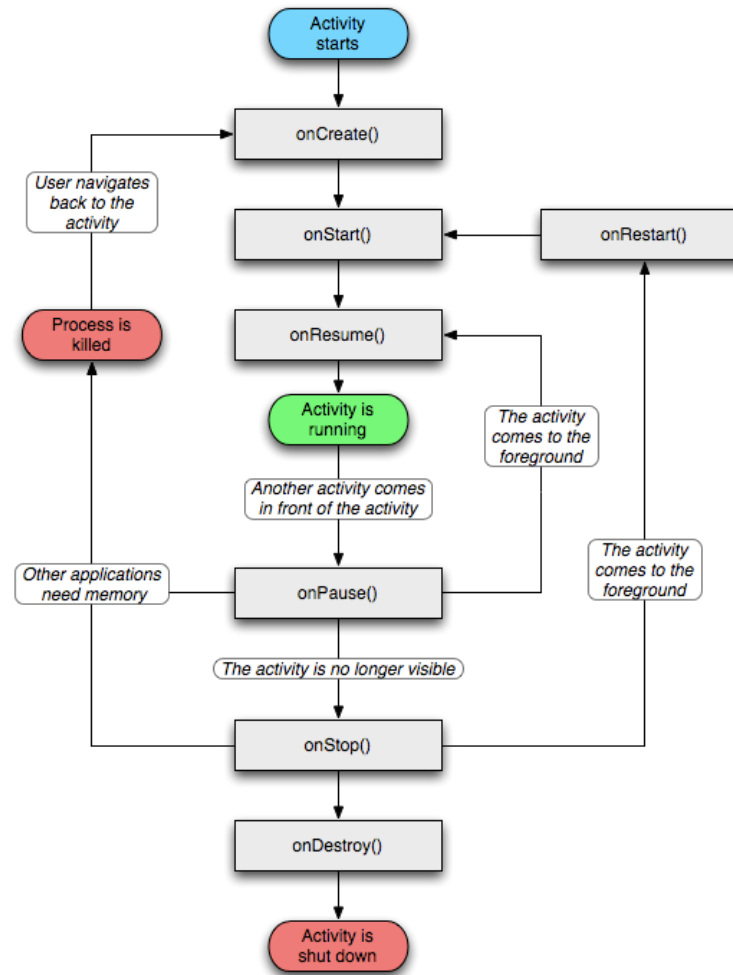 Activity
starts
onCreate()
User navigates
back to the
activity
onStart()
onRestart()
Process is
killed
onResume()
Activity is
running
The activity
comes to the
foreground
Another activity comes
in front of the activity
The activity
comes to the
foreground
Other applications
need memory
onPause()
The activity is no longer visible
onStop()
onDestroy()
Activity is
shut down